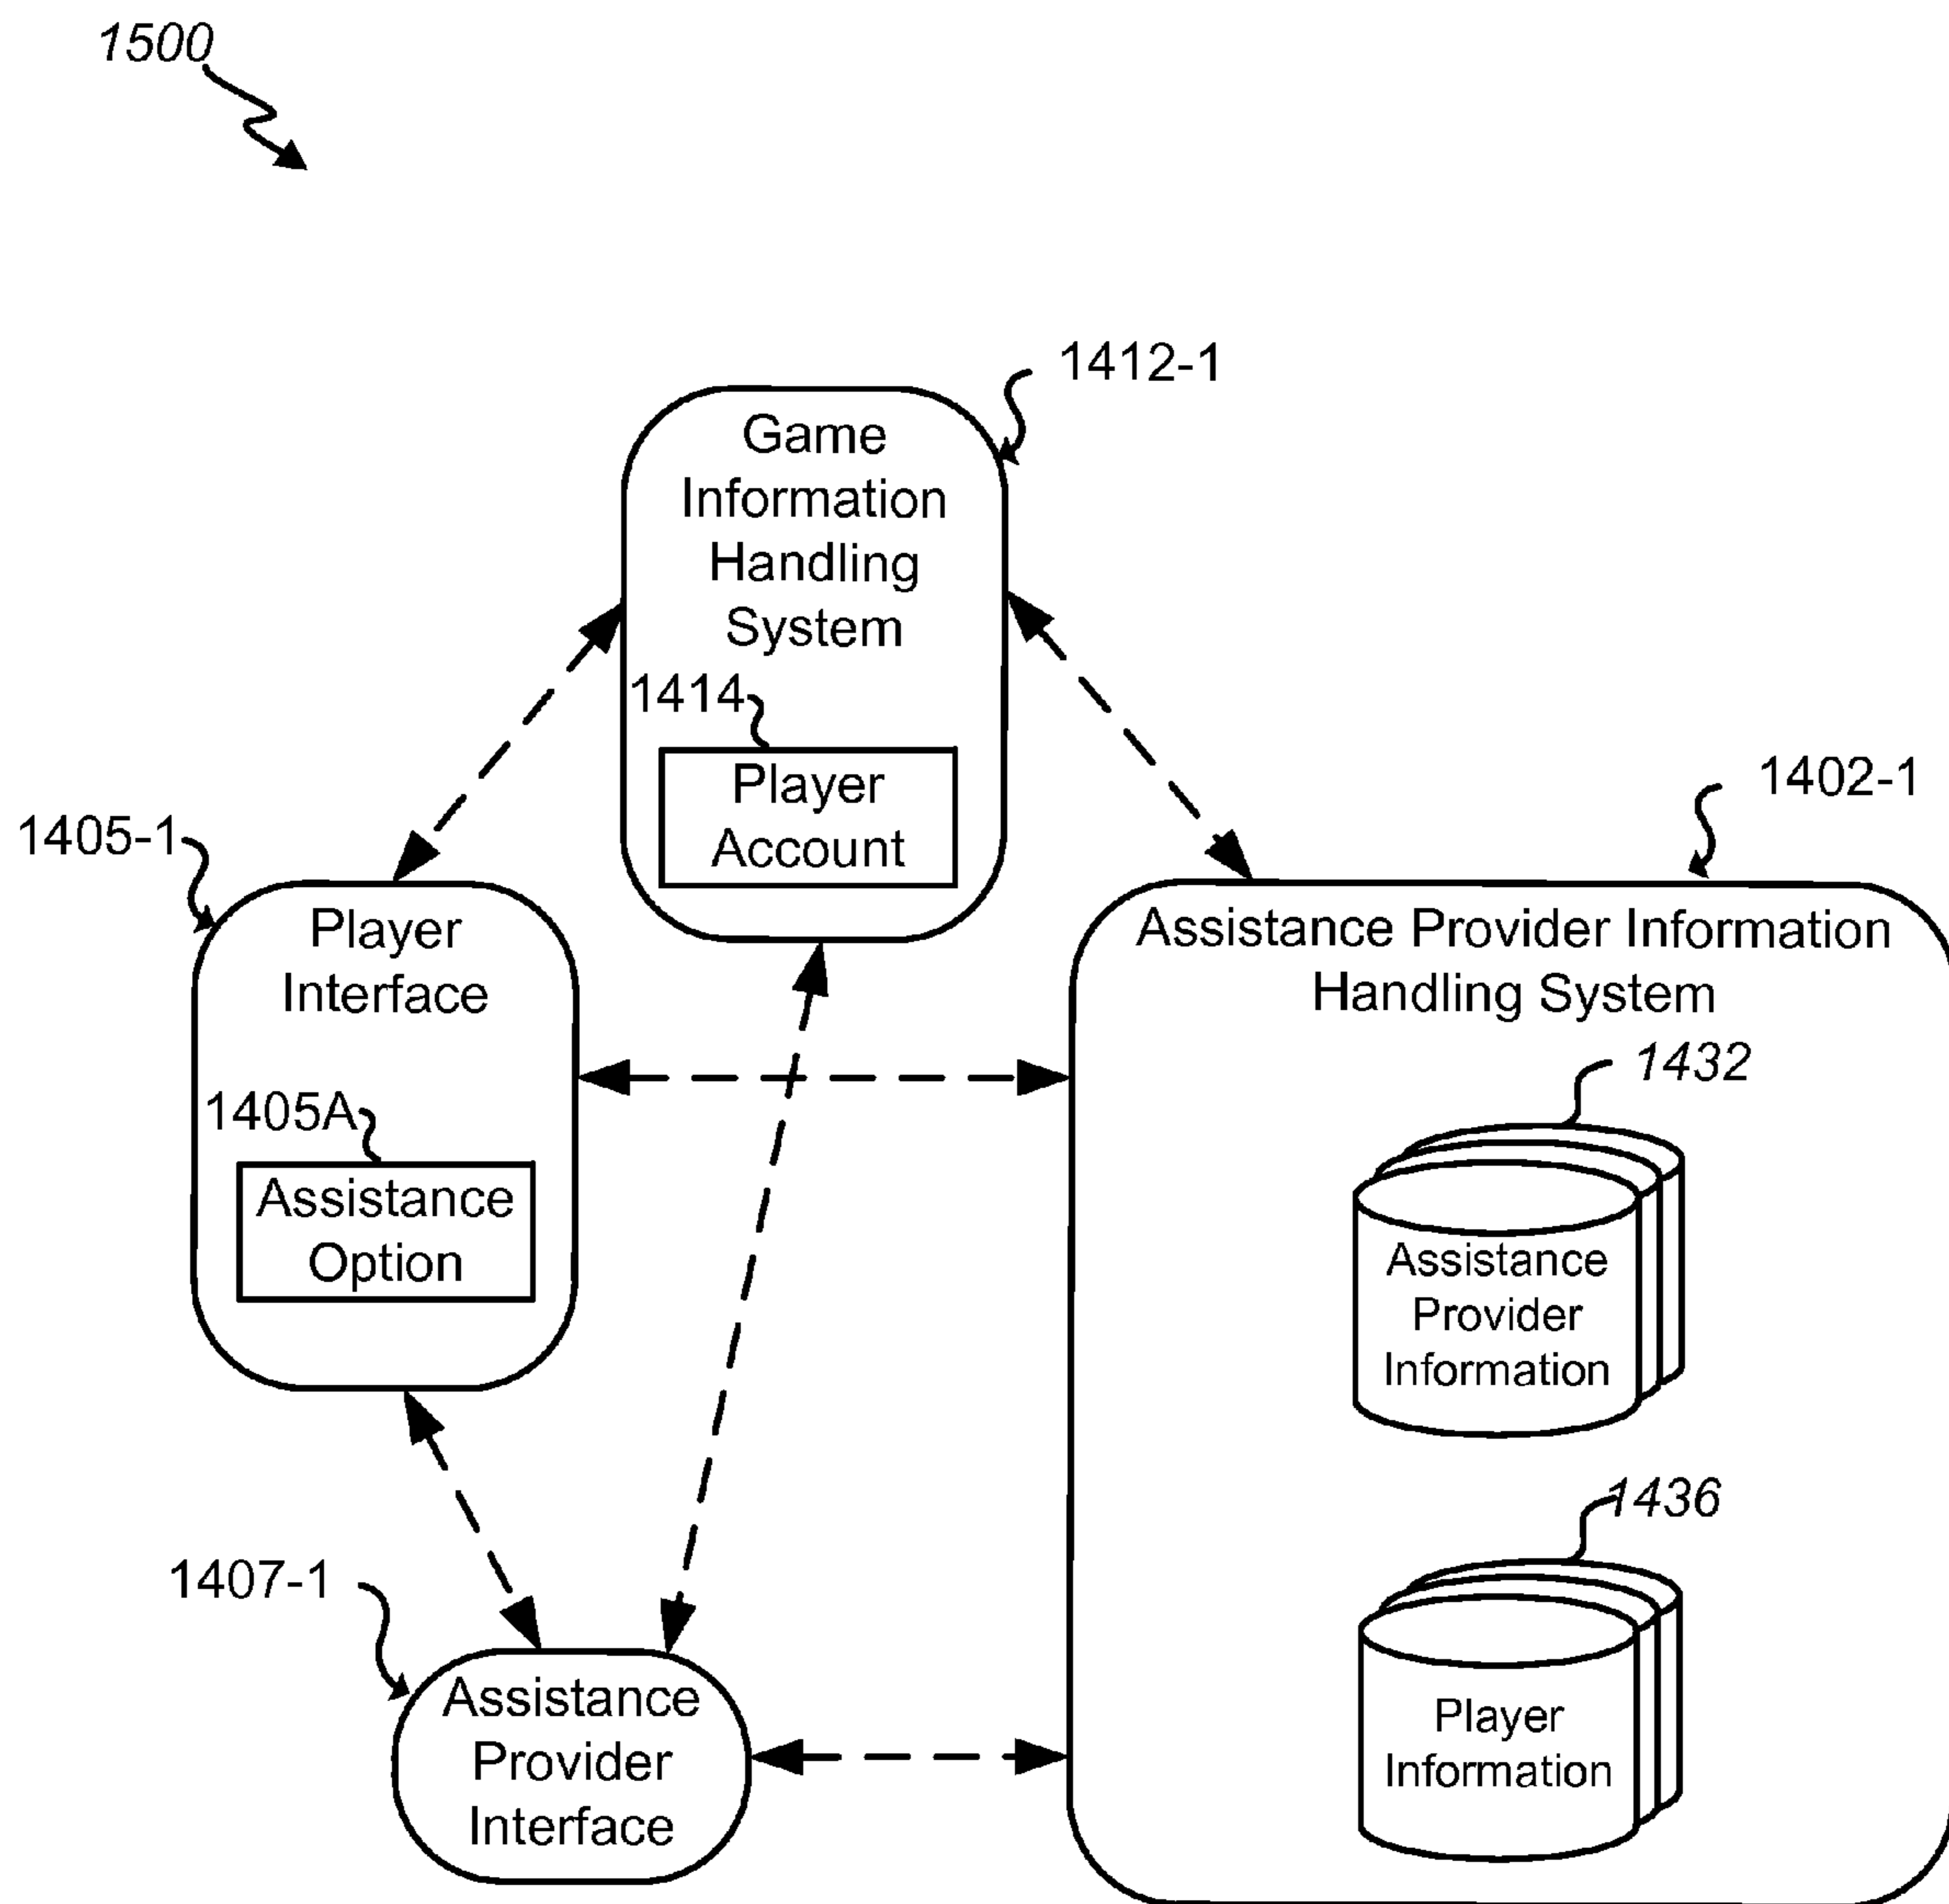 1500
1412-1
Game
Information
Handling
System
1414
Player
Account
1405-1
Player
Interface
1405A
Assistance
Option
1402-1
Assistance Provider Information
Handling System
1432
Assistance
Provider
Information
1436
Player
Information
1407-1
Assistance
Provider
Interface